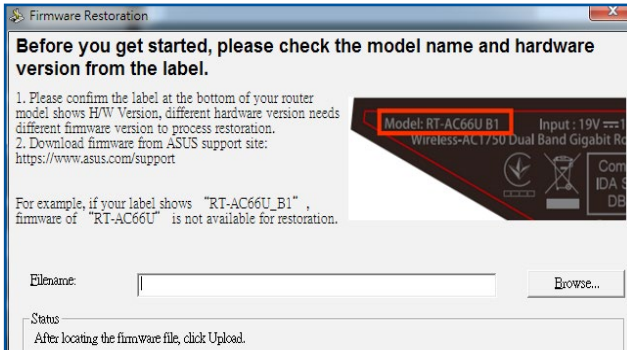 Firmware Restoration
Before you get started, please check the model name and hardware
version from the label.
1. Please confirm the label at the bottom of your router
model shows H/W Version, different hardware version needs
different firmware version to process restoration.
2. Download firmware from ASUS support site:
https://www.asus.com/support
For example, if your label shows “RT-AC66U_B1”,
firmware of “RT-AC66U” is not available for restoration.
Model: RT-AC66U B1 Input : 19V
Wireless-AC1750 Dual Band Gigabit
IDA
DB
Filename:
Browse...
Status
After locating the firmware file, click Upload.